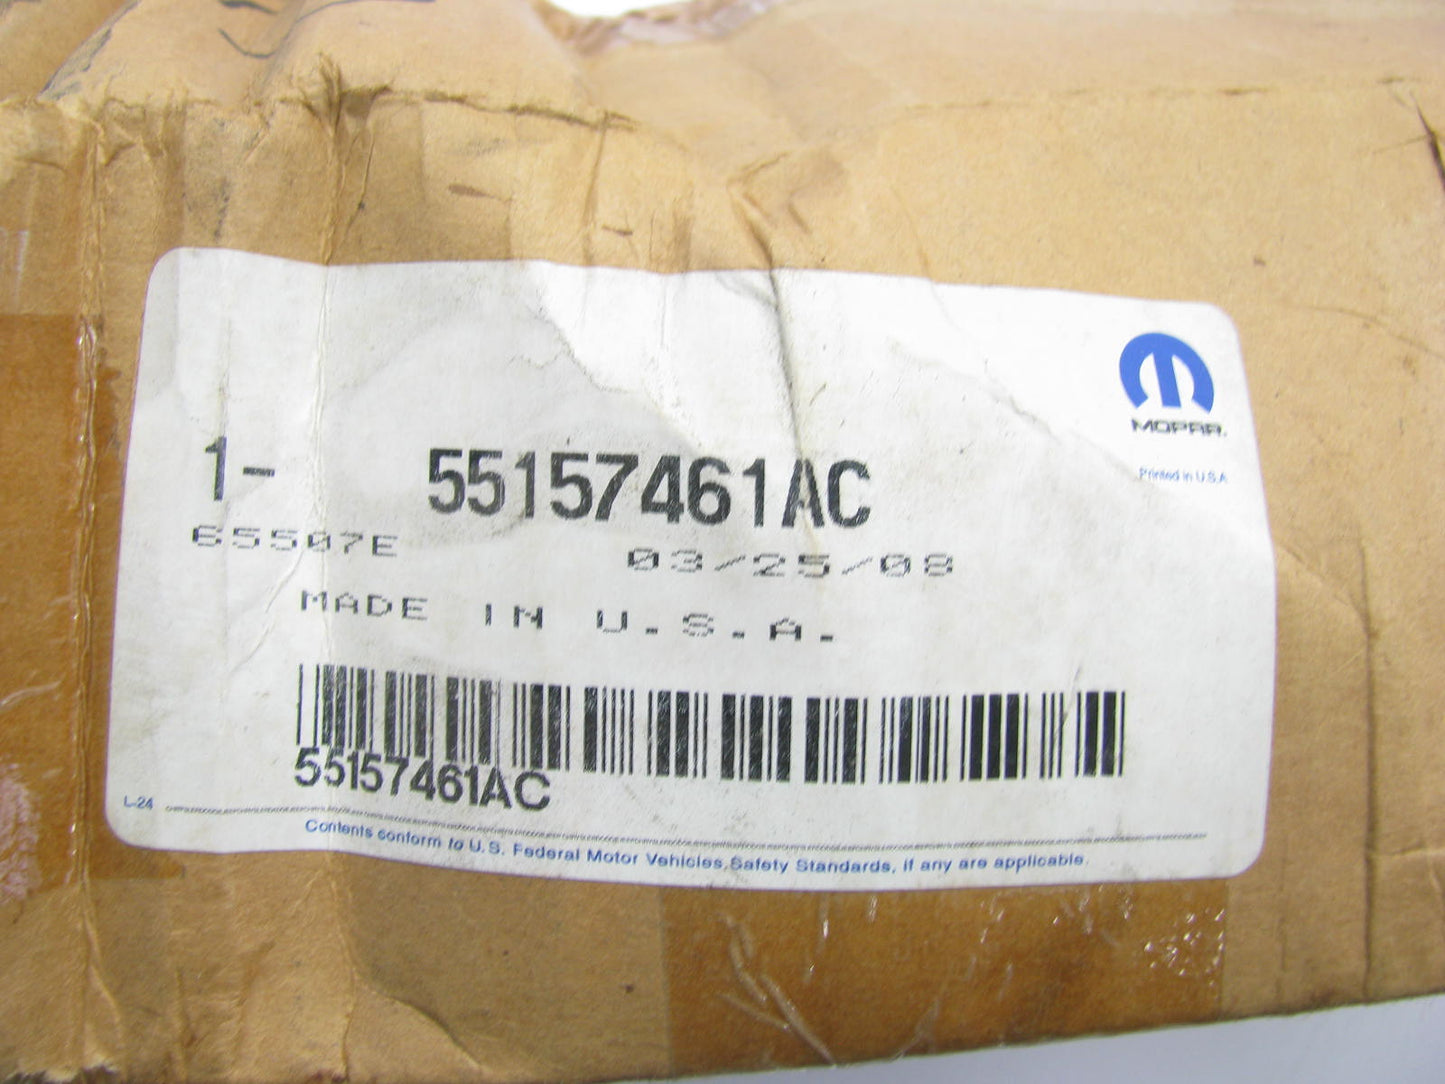 MOPAR.
Printed in U.S.A
1- 55157461AC
65507E 03/25/08
MADE IN U.S.A.
55157461AC
L-24
Contents conform to U.S. Federal Motor Vehicles Safety Standards, if any are applicable.